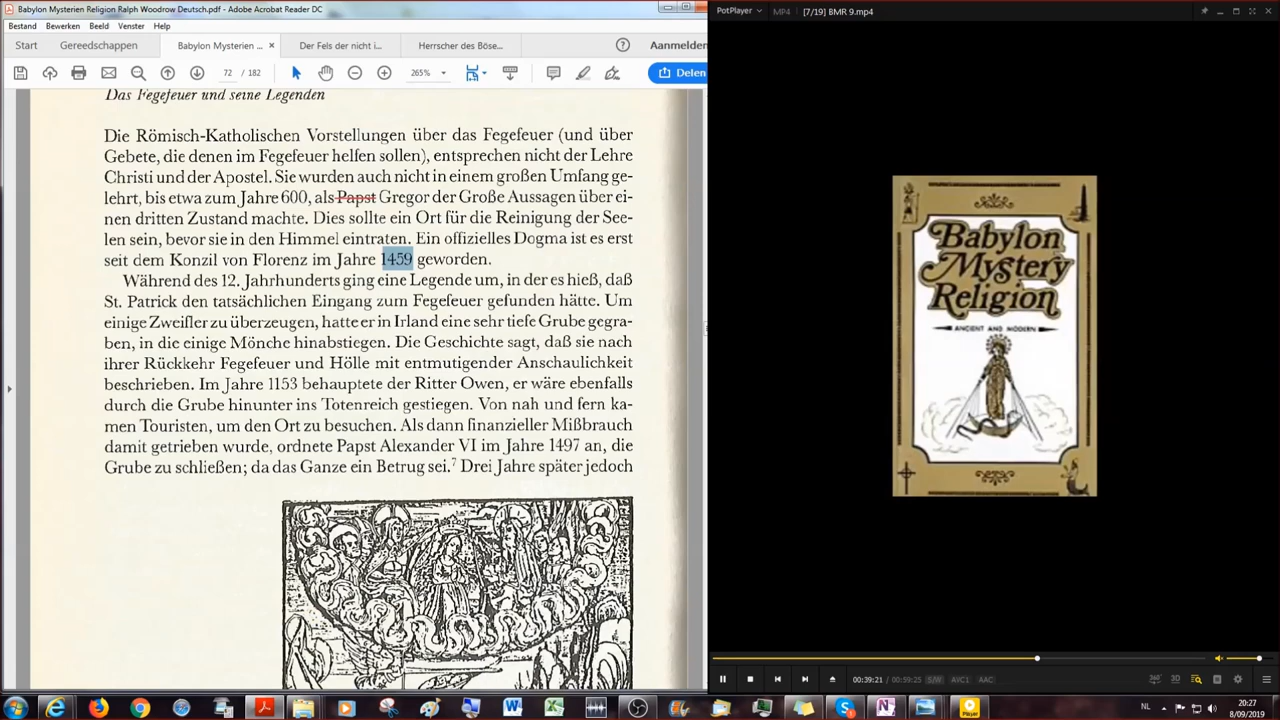 Babylon Mysterien Religion Ralph Woodrow Deutsch.pdf - Adobe Acrobat Reader DC
Bestand Bewerken Beeld Venster Help
Start Gereedschappen Babylon Mysterien ... × Der Fels der nicht i... Herrscher des Böse... Anmelden
72 / 182 265% Delen
Das Fegefeuer und seine Legenden
Die Römisch-Katholischen Vorstellungen über das Fegefeuer (und über
Gebete, die denen im Fegefeuer helfen sollen), entsprechen nicht der Lehre
Christi und der Apostel. Sie wurden auch nicht in einem großen Umfang ge-
lehrt, bis etwa zum Jahre 600, als Papst Gregor der Große Aussagen über ei-
nen dritten Zustand machte. Dies sollte ein Ort für die Reinigung der See-
len sein, bevor sie in den Himmel eintraten. Ein offizielles Dogma ist es erst
seit dem Konzil von Florenz im Jahre 1459 geworden.
Während des 12. Jahrhunderts ging eine Legende um, in der es hieß, daß
St. Patrick den tatsächlichen Eingang zum Fegefeuer gefunden hätte. Um
einige Zweifler zu überzeugen, hatte er in Irland eine sehr tiefe Grube gegra-
ben, in die einige Mönche hinabstiegen. Die Geschichte sagt, daß sie nach
ihrer Rückkehr Fegefeuer und Hölle mit entmutigender Anschaulichkeit
beschrieben. Im Jahre 1153 behauptete der Ritter Owen, er wäre ebenfalls
durch die Grube hinunter ins Totenreich gestiegen. Von nah und fern ka-
men Touristen, um den Ort zu besuchen. Als dann finanzieller Mißbrauch
damit getrieben wurde, ordnete Papst Alexander VI im Jahre 1497 an, die
Grube zu schließen; da das Ganze ein Betrug sei.⁷ Drei Jahre später jedoch
PotPlayer MP4 [7/19] BMR 9.mp4
Babylon
Mystery
Religion
ANCIENT AND MODERN
00:39:21 / 00:59:25 S/W AVC1 AAC
360° 3D
NL 20:27
8/09/2019